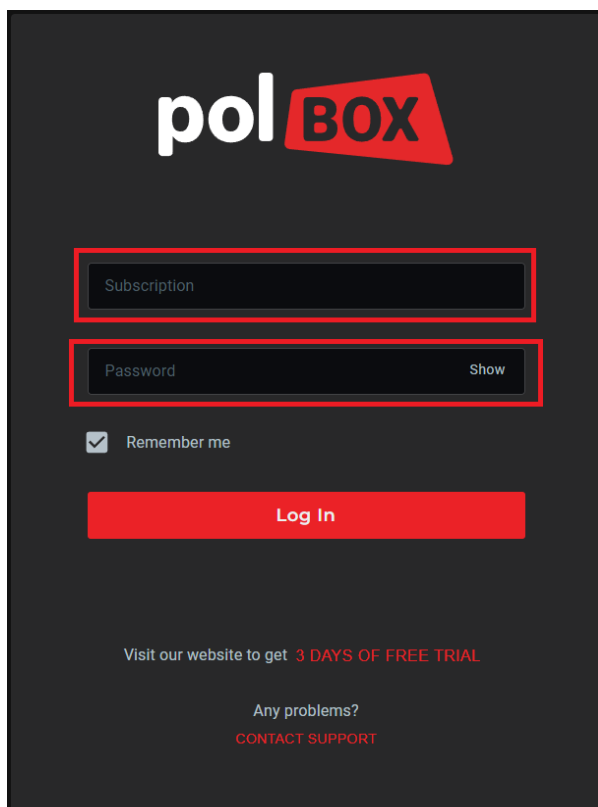 pol BOX
Subscription
Password Show
Remember me
Log In
Visit our website to get 3 DAYS OF FREE TRIAL
Any problems?
CONTACT SUPPORT